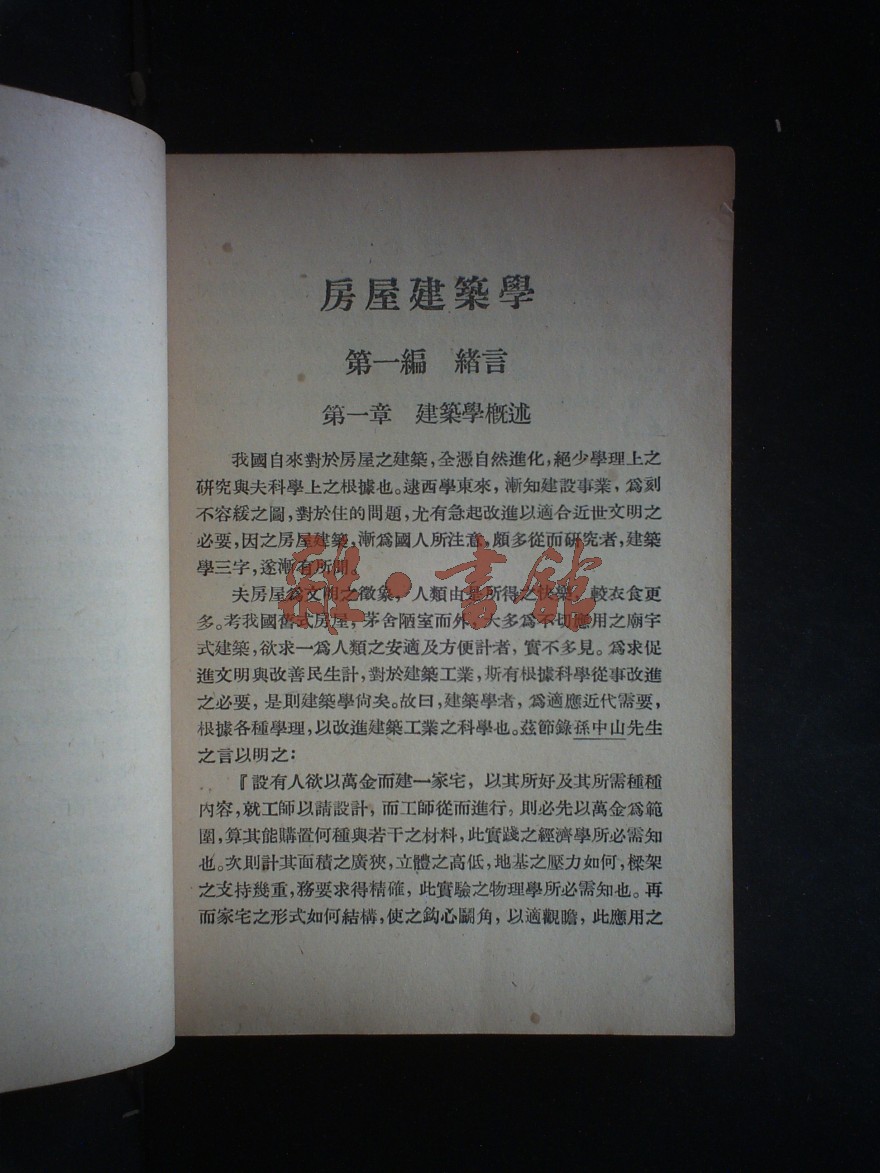 房屋建築學
第一編 緒言
第一章 建築學概述
我國自來對於房屋之建築，全憑自然進化，絕少學理上之
研究與夫科學上之根據也。逮西學東來，漸知建設事業，爲刻
不容緩之圖，對於住的問題，尤有急起改進以適合近世文明之
必要，因之房屋建築，漸爲國人所注意，頗多從而研究者，建築
學三字，遂漸有所聞。
夫房屋爲文明之徵象，人類由是所得之快樂，較衣食更
多。考我國舊式房屋，茅舍陋室而外，大多爲不切應用之廟宇
式建築，欲求一爲人類之安適及方便計者，實不多見。爲求促
進文明與改善民生計，對於建築工業，斯有根據科學從事改進
之必要，是則建築學尙矣。故曰，建築學者，爲適應近代需要，
根據各種學理，以改進建築工業之科學也。茲節錄孫中山先生
之言以明之：
『設有人欲以萬金而建一家宅，以其所好及其所需種種
內容，就工師以請設計，而工師從而進行，則必先以萬金爲範
圍，算其能購置何種與若干之材料，此實踐之經濟學所必需知
也。次則計其面積之廣狹，立體之高低，地基之壓力如何，樑架
之支持幾重，務要求得精確，此實驗之物理學所必需知也。再
而家宅之形式如何結構，使之鈎心鬭角，以適觀瞻，此應用之
雜·書館